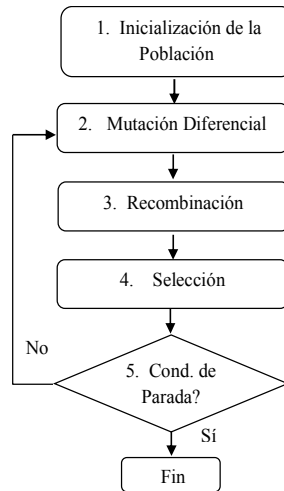 1. Inicialización de la
Población
2. Mutación Diferencial
3. Recombinación
4. Selección
No
5. Cond. de
Parada?
Sí
Fin